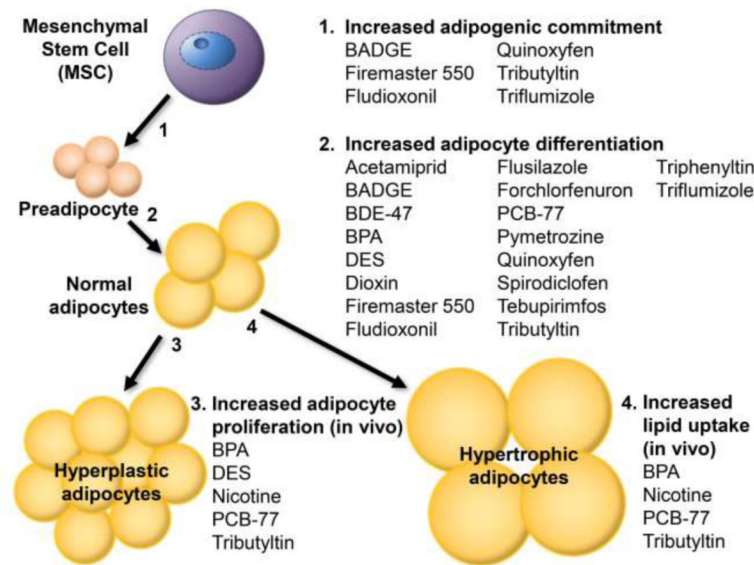 Mesenchymal
Stem Cell
(MSC)
1
Preadipocyte
2
Normal
adipocytes
3
4
Hyperplastic
adipocytes
Hypertrophic
adipocytes
1. Increased adipogenic commitment
BADGE Quinoxyfen
Firemaster 550 Tributyltin
Fludioxonil Triflumizole
2. Increased adipocyte differentiation
Acetamiprid Flusilazole Triphenyltin
BADGE Forchlorfenuron Triflumizole
BDE-47 PCB-77
BPA Pymetrozine
DES Quinoxyfen
Dioxin Spirodiclofen
Firemaster 550 Tebupirimfos
Fludioxonil Tributyltin
3. Increased adipocyte
proliferation (in vivo)
BPA
DES
Nicotine
PCB-77
Tributyltin
4. Increased
lipid uptake
(in vivo)
BPA
Nicotine
PCB-77
Tributyltin